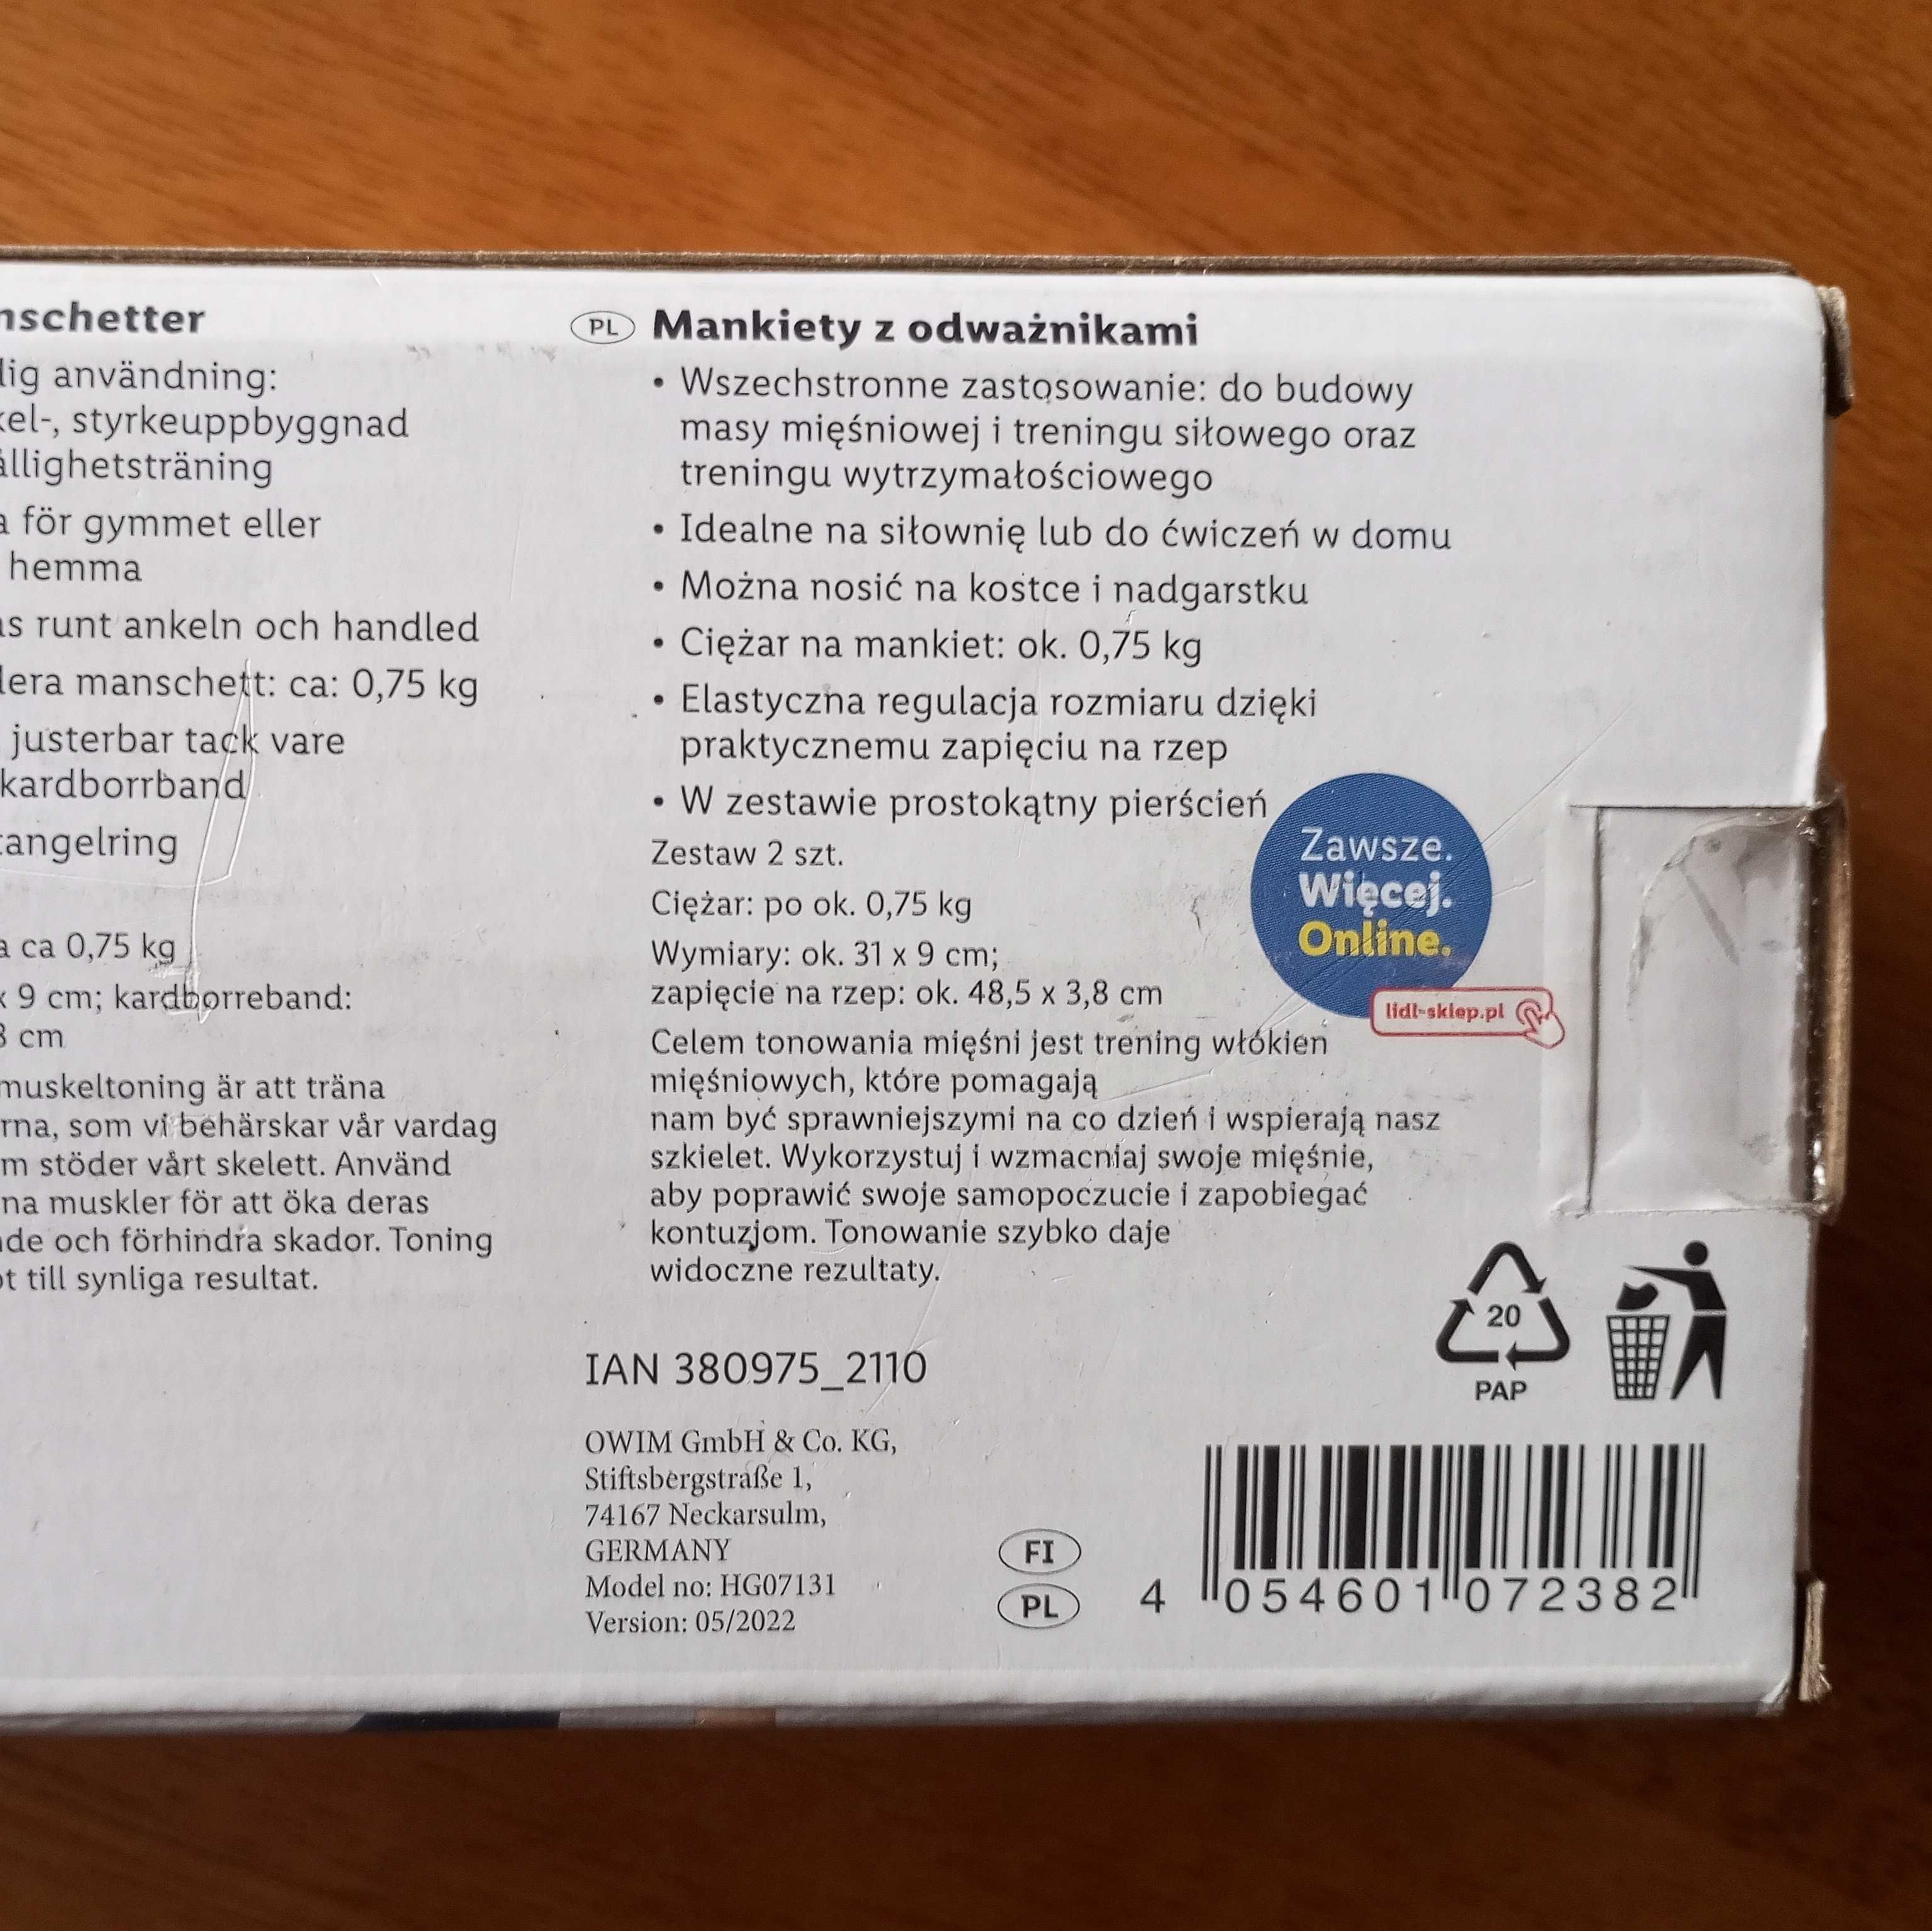 nschetter
lig användning:
kel-, styrkeuppbyggnad
ållighetsträning
a för gymmet eller
hemma
as runt ankeln och handled
lera manschett: ca: 0,75 kg
justerbar tack vare
kardborrband
tangelring
a ca 0,75 kg
x 9 cm; kardborreband:
8 cm
muskeltoning är att träna
rna, som vi behärskar vår vardag
m stöder vårt skelett. Använd
na muskler för att öka deras
de och förhindra skador. Toning
ot till synliga resultat.
PL Mankiety z odważnikami
• Wszechstronne zastosowanie: do budowy
masy mięśniowej i treningu siłowego oraz
treningu wytrzymałościowego
• Idealne na siłownię lub do ćwiczeń w domu
• Można nosić na kostce i nadgarstku
• Ciężar na mankiet: ok. 0,75 kg
• Elastyczna regulacja rozmiaru dzięki
praktycznemu zapięciu na rzep
• W zestawie prostokątny pierścień
Zestaw 2 szt.
Ciężar: po ok. 0,75 kg
Wymiary: ok. 31 x 9 cm;
zapięcie na rzep: ok. 48,5 x 3,8 cm
Celem tonowania mięśni jest trening włókien
mięśniowych, które pomagają
nam być sprawniejszymi na co dzień i wspierają nasz
szkielet. Wykorzystuj i wzmacniaj swoje mięśnie,
aby poprawić swoje samopoczucie i zapobiegać
kontuzjom. Tonowanie szybko daje
widoczne rezultaty.
Zawsze.
Więcej.
Online.
lidl-sklep.pl
IAN 380975_2110
OWIM GmbH & Co. KG,
Stiftsbergstraße 1,
74167 Neckarsulm,
GERMANY
Model no: HG07131
Version: 05/2022
20
PAP
FI
PL
4 054601 072382